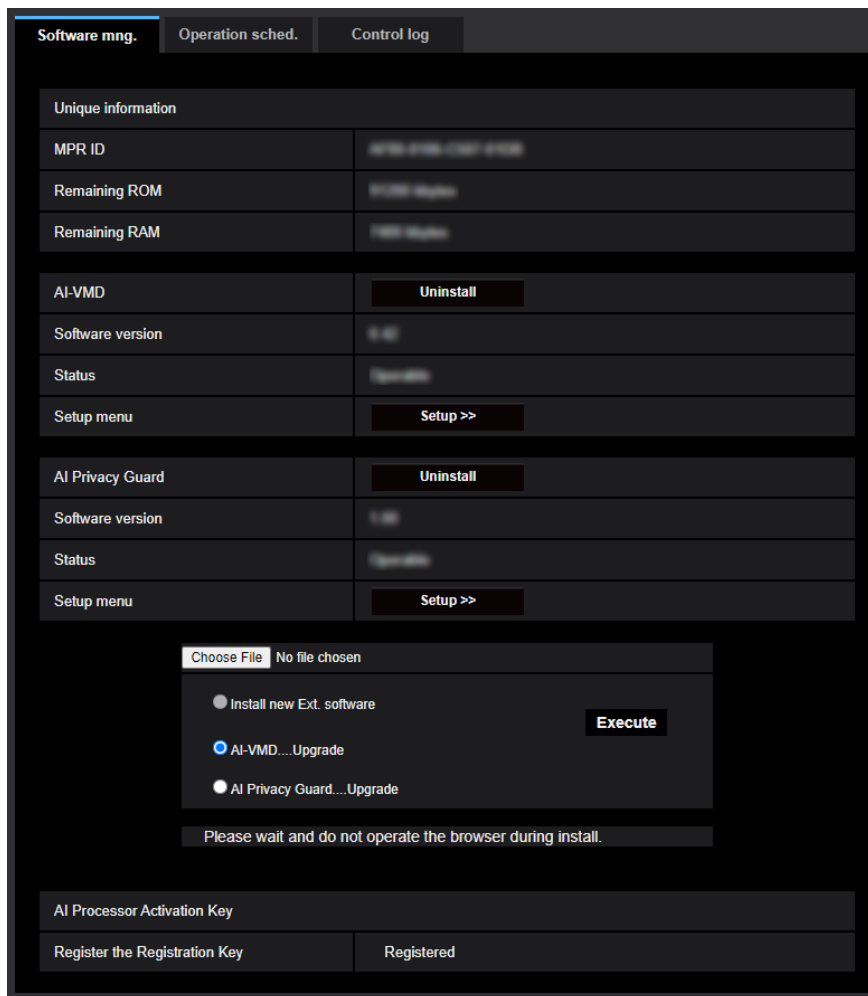 Software mng. Operation sched. Control log
Unique information
MPR ID
Remaining ROM
Remaining RAM
AI-VMD Uninstall
Software version
Status
Setup menu Setup >>
AI Privacy Guard Uninstall
Software version
Status
Setup menu Setup >>
Choose File No file chosen
Install new Ext. software
Execute
AI-VMD....Upgrade
AI Privacy Guard....Upgrade
Please wait and do not operate the browser during install.
AI Processor Activation Key
Register the Registration Key Registered